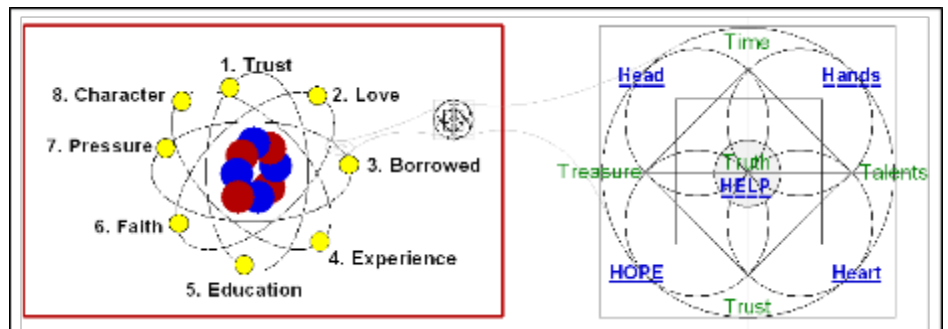 1. Trust
8. Character
2. Love
7. Pressure
3. Borrowed
6. Faith
4. Experience
5. Education
Time
Head
Hands
Treasure
Truth
Talents
HELP
HOPE
Heart
Trust